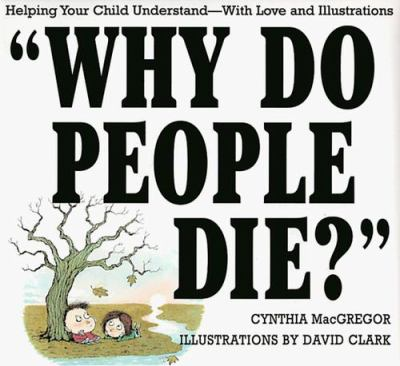 Helping Your Child Understand—With Love and Illustrations
“WHY DO
PEOPLE
DIE?”
CYNTHIA MacGREGOR
ILLUSTRATIONS BY DAVID CLARK